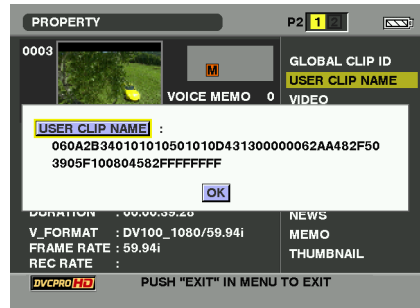 PROPERTY
P2 1 2
0003
M
VOICE MEMO 0
GLOBAL CLIP ID
USER CLIP NAME
VIDEO
USER CLIP NAME :
060A2B340101010501010D431300000062AA482F50
3905F100804582FFFFFFFF
OK
DURATION : 00:00:39.28
V_FORMAT : DV100_1080/59.94i
FRAME RATE : 59.94i
REC RATE :
NEWS
MEMO
THUMBNAIL
DVCPRO HD
PUSH "EXIT" IN MENU TO EXIT